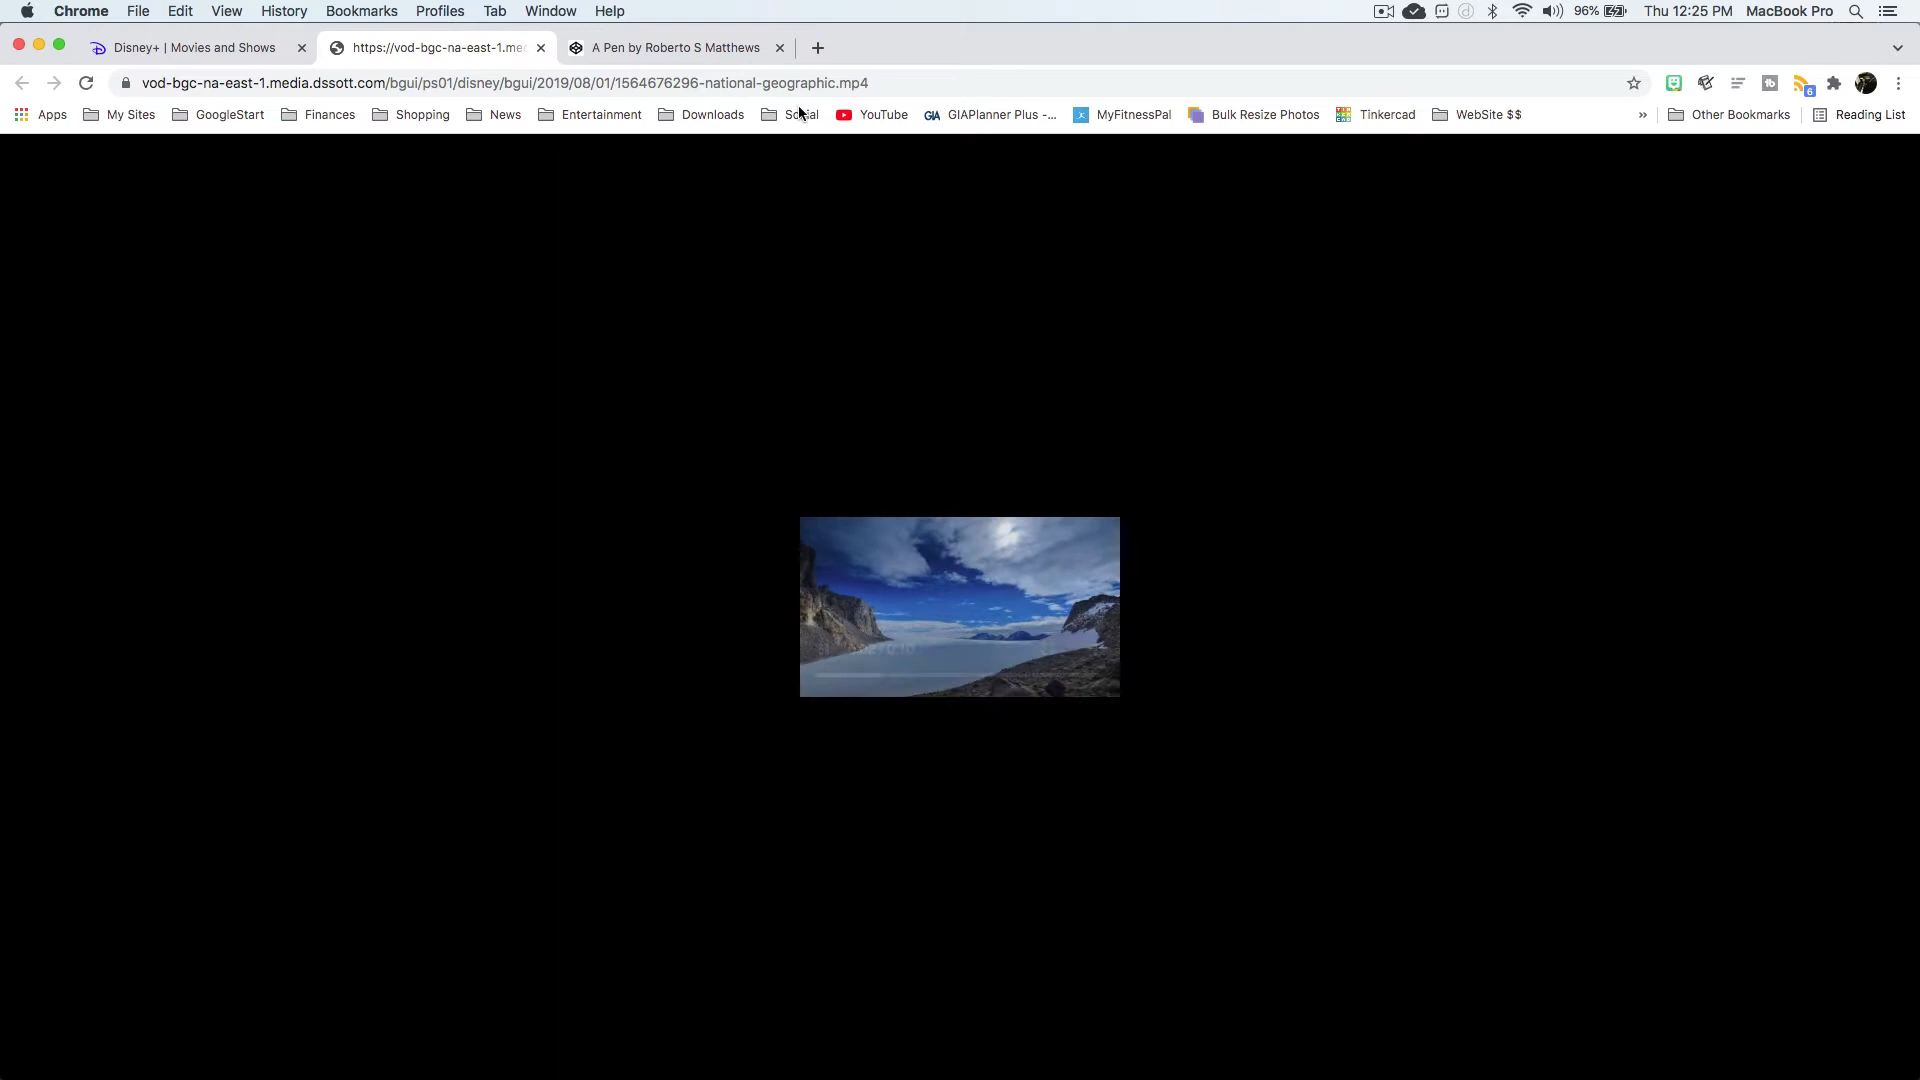 Chrome File Edit View History Bookmarks Profiles Tab Window Help 96% Thu 12:25 PM MacBook Pro
Disney+ | Movies and Shows https://vod-bgc-na-east-1.me A Pen by Roberto S Matthews
vod-bgc-na-east-1.media.dssott.com/bgui/ps01/disney/bgui/2019/08/01/1564676296-national-geographic.mp4 6
Apps My Sites GoogleStart Finances Shopping News Entertainment Downloads Social YouTube GIA GIAPlanner Plus -... MyFitnessPal Bulk Resize Photos Tinkercad WebSite $$ » Other Bookmarks Reading List